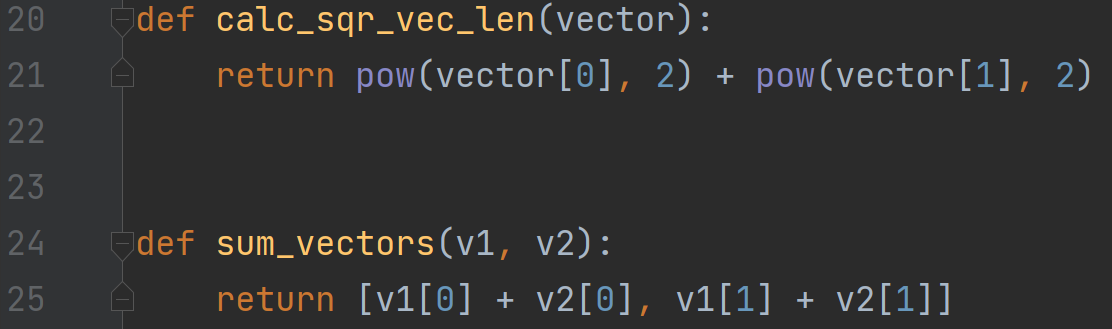 20 def calc_sqr_vec_len(vector):
21     return pow(vector[0], 2) + pow(vector[1], 2)
22
23
24 def sum_vectors(v1, v2):
25     return [v1[0] + v2[0], v1[1] + v2[1]]